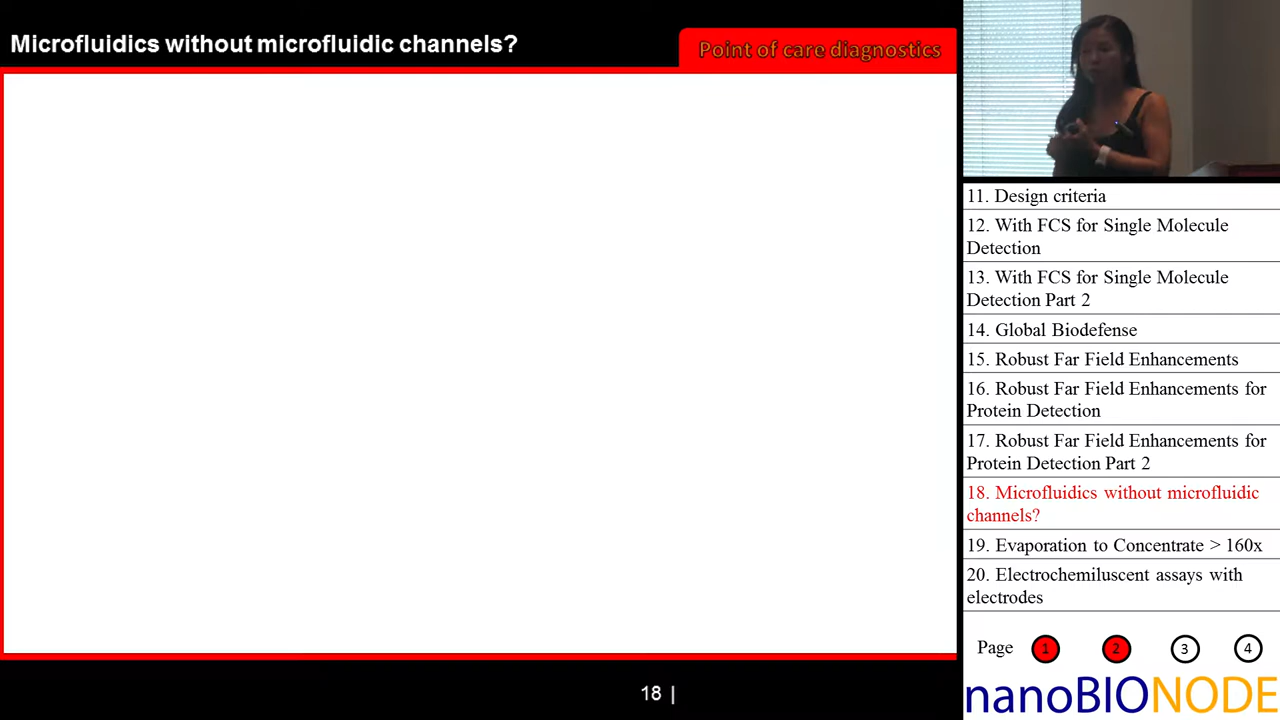 Microfluidics without microfluidic channels?
Point of care diagnostics
11. Design criteria
12. With FCS for Single Molecule
Detection
13. With FCS for Single Molecule
Detection Part 2
14. Global Biodefense
15. Robust Far Field Enhancements
16. Robust Far Field Enhancements for
Protein Detection
17. Robust Far Field Enhancements for
Protein Detection Part 2
18. Microfluidics without microfluidic
channels?
19. Evaporation to Concentrate > 160x
20. Electrochemiluscent assays with
electrodes
Page 1 2 3 4
18 |
nanoBIONODE